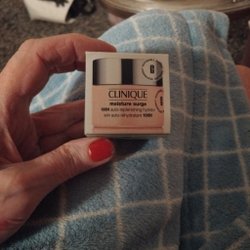 CLINIQUE
moisture surge
100H auto-replenishing hydrator
soin auto-réhydratant 100H